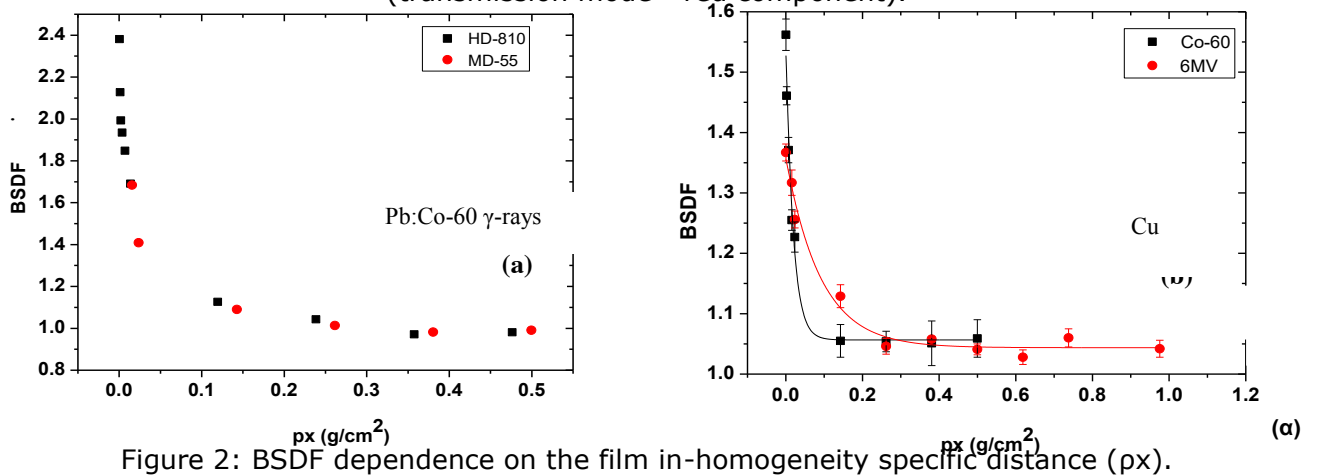 (transmission mode - red component).
HD-810
MD-55
2.4
2.2
2.0
1.8
1.6
1.4
1.2
1.0
0.8
BSDF
Pb:Co-60 γ-rays
(a)
0.0 0.1 0.2 0.3 0.4 0.5
ρx (g/cm²)
1.6
1.5
1.4
1.3
1.2
1.1
1.0
BSDF
Co-60
6MV
Cu
(b)
0.0 0.2 0.4 0.6 0.8 1.0 1.2
ρx (g/cm²)
(α)
Figure 2: BSDF dependence on the film in-homogeneity specific distance (ρx).